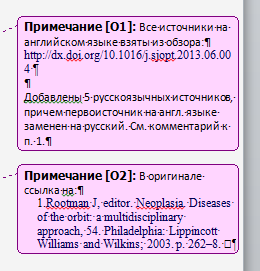 Примечание [O1]: Все источники на
английском языке взяты из обзора:¶
http://dx.doi.org/10.1016/j.sjopt.2013.06.00
4 ¶
¶
Добавлены 5 русскоязычных источников,
причем первоисточник на англ. языке
заменен на русский. См. комментарий к
п. 1.¶
Примечание [O2]: В оригинале
ссылка на:¶
1.Rootman J, editor. Neoplasia Diseases
of the orbit: a multidisciplinary
approach, 54. Philadelphia: Lippincott
Williams and Wilkins; 2003. p. 262–8. ¶